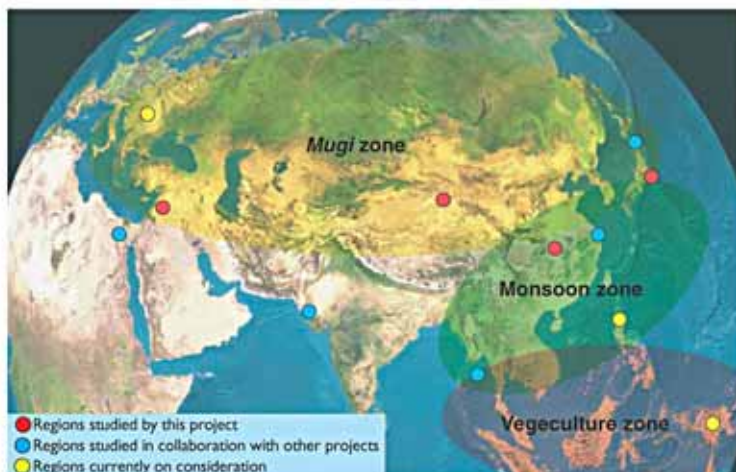 Mugi zone
Monsoon zone
Vegeculture zone
Regions studied by this project
Regions studied in collaboration with other projects
Regions currently on consideration